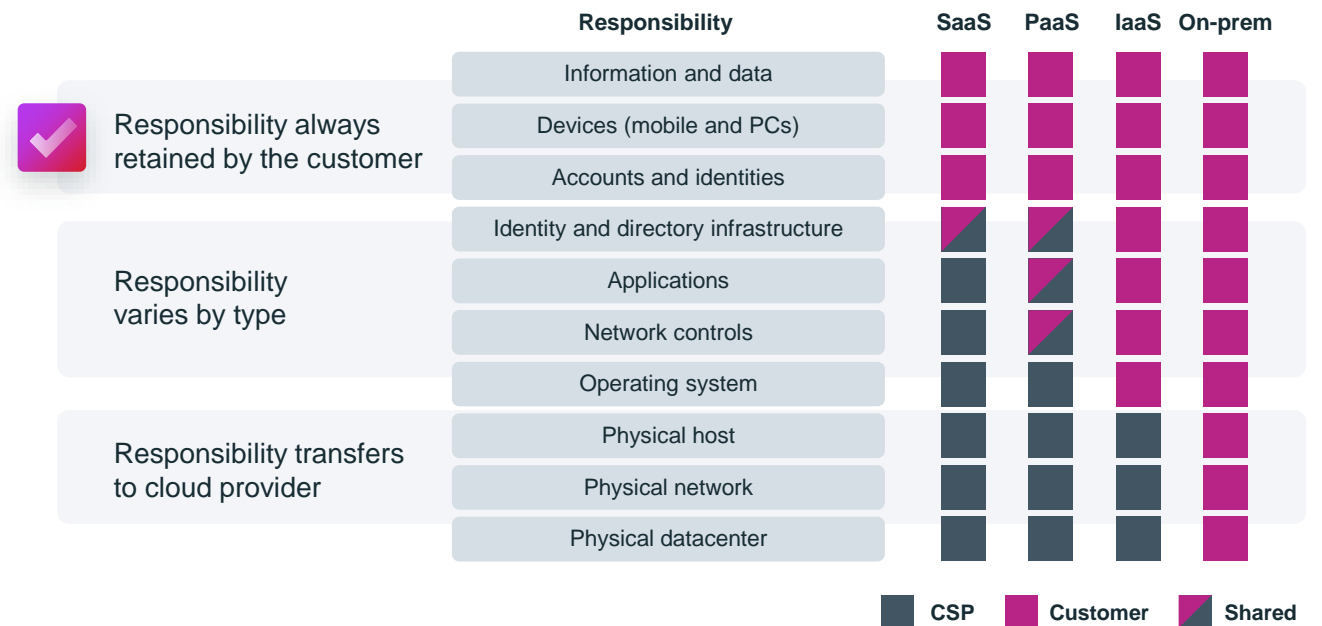 Responsibility SaaS PaaS IaaS On-prem
Information and data
Responsibility always
retained by the customer
Devices (mobile and PCs)
Accounts and identities
Identity and directory infrastructure
Responsibility
varies by type
Applications
Network controls
Operating system
Responsibility transfers
to cloud provider
Physical host
Physical network
Physical datacenter
CSP Customer Shared